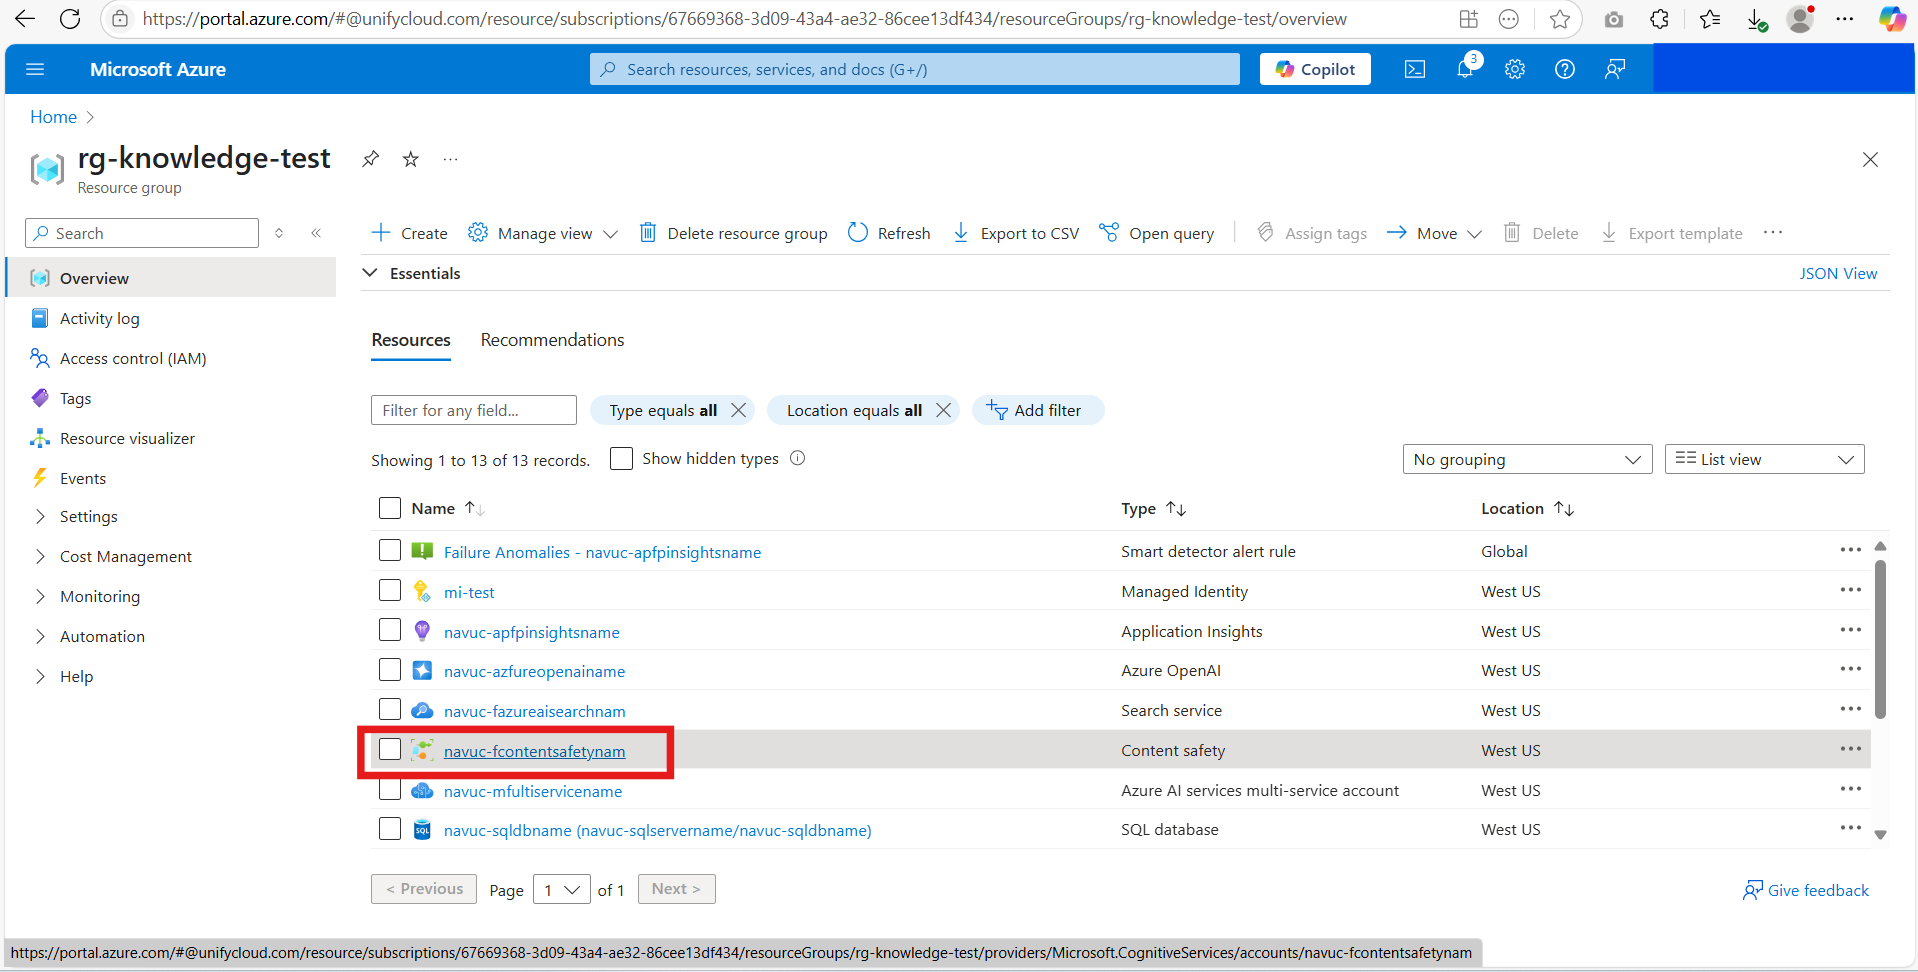 https://portal.azure.com/#@unifycloud.com/resource/subscriptions/67669368-3d09-43a4-ae32-86cee13df434/resourceGroups/rg-knowledge-test/overview
Microsoft Azure
Search resources, services, and docs (G+/)
Copilot
3
Home
rg-knowledge-test
Resource group
Search
Create Manage view Delete resource group Refresh Export to CSV Open query Assign tags Move Delete Export template
Essentials JSON View
Overview
Activity log
Access control (IAM)
Tags
Resource visualizer
Events
Settings
Cost Management
Monitoring
Automation
Help
Resources Recommendations
Filter for any field... Type equals all Location equals all Add filter
Showing 1 to 13 of 13 records. Show hidden types No grouping List view
Name Type Location
Failure Anomalies - navuc-apfpinsightsname Smart detector alert rule Global
mi-test Managed Identity West US
navuc-apfpinsightsname Application Insights West US
navuc-azfureopenainame Azure OpenAI West US
navuc-fazureaisearchnam Search service West US
navuc-fcontentsafetynam Content safety West US
navuc-mfultiservicename Azure AI services multi-service account West US
SQL navuc-sqldbname (navuc-sqlservername/navuc-sqldbname) SQL database West US
< Previous Page 1 of 1 Next >
Give feedback
https://portal.azure.com/#@unifycloud.com/resource/subscriptions/67669368-3d09-43a4-ae32-86cee13df434/resourceGroups/rg-knowledge-test/providers/Microsoft.CognitiveServices/accounts/navuc-fcontentsafetynam